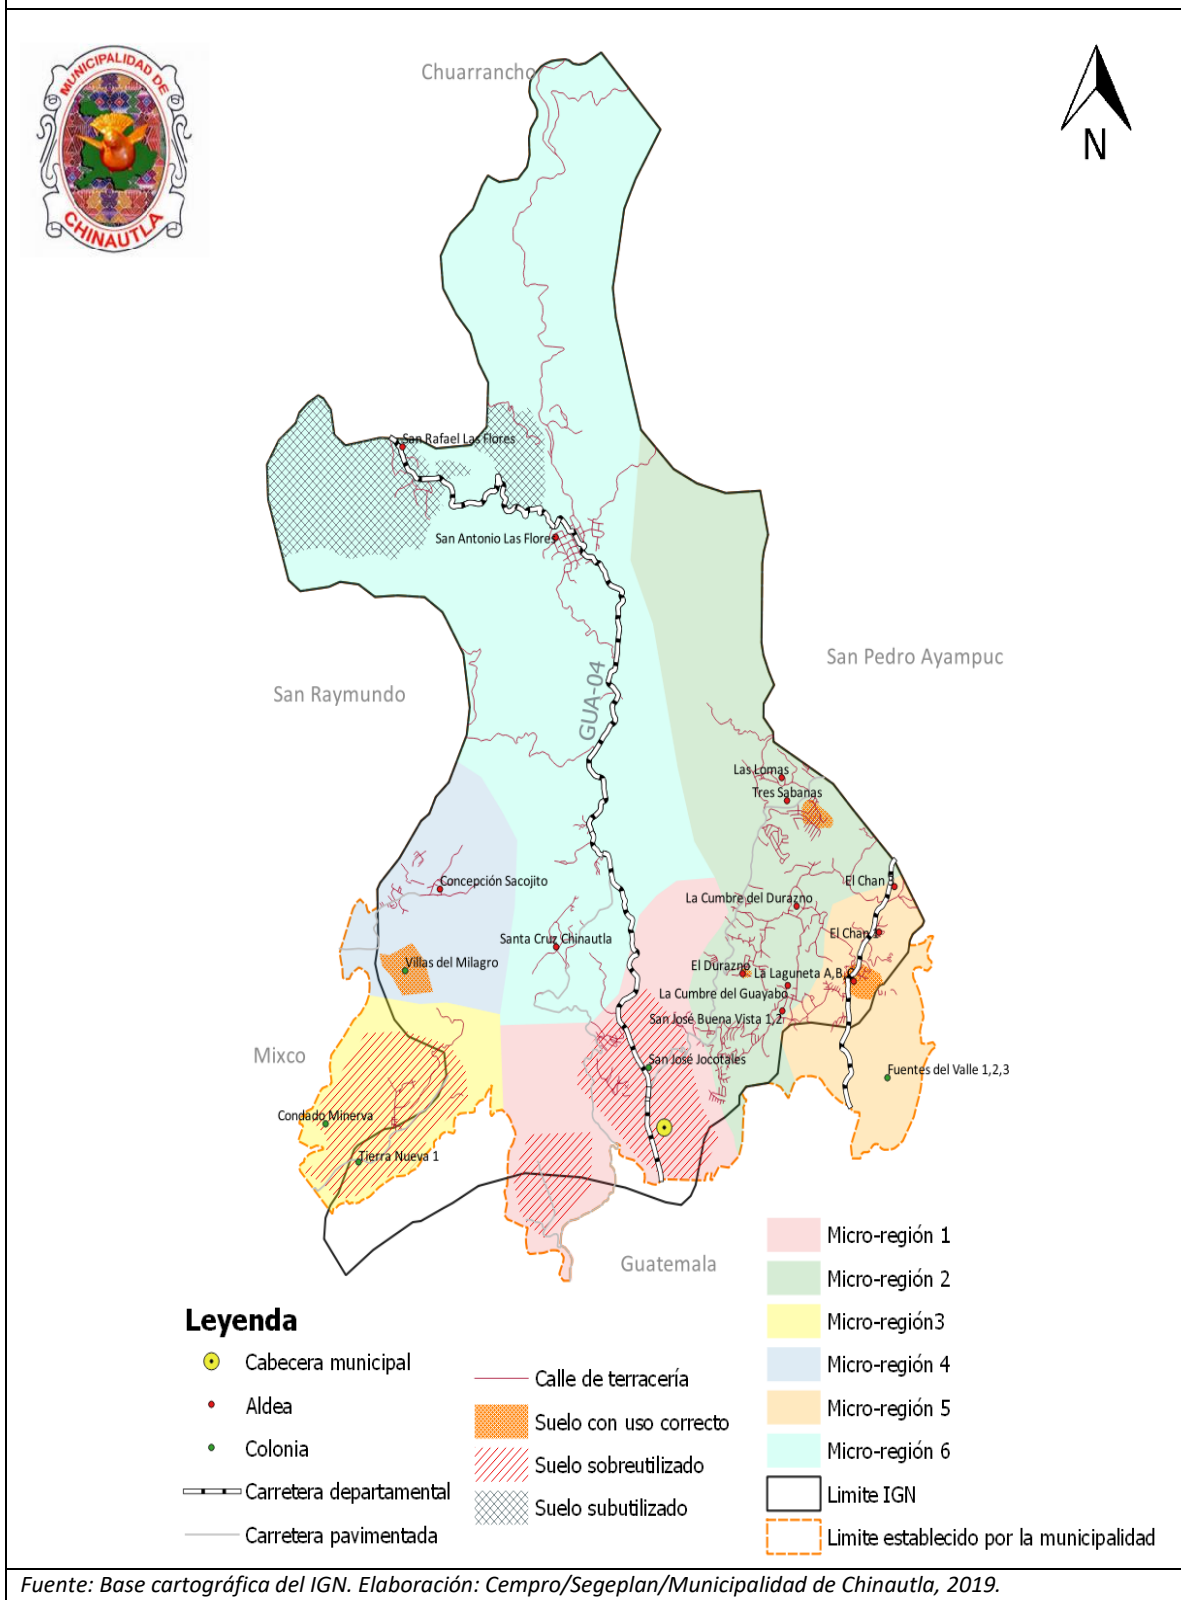 MUNICIPALIDAD DE
CHINAUTLA
Chuarrancho
N
San Rafael Las Flores
San Antonio Las Flores
San Pedro Ayampuc
San Raymundo
GUA-04
Las Lomas
Tres Sabanas
Concepción Sacojito
El Chan 3
La Cumbre del Durazno
El Chan 2
Santa Cruz Chinautla
Villas del Milagro
El Durazno
La Laguneta A,B,C
La Cumbre del Guayabo
San José Buena Vista 1,2
Mixco
San José Jocotales
Fuentes del Valle 1,2,3
Condado Minerva
Tierra Nueva 1
Guatemala
Leyenda
Cabecera municipal
Aldea
Colonia
Carretera departamental
Carretera pavimentada
Calle de terracería
Suelo con uso correcto
Suelo sobreutilizado
Suelo subutilizado
Micro-región 1
Micro-región 2
Micro-región3
Micro-región 4
Micro-región 5
Micro-región 6
Limite IGN
Limite establecido por la municipalidad
Fuente: Base cartográfica del IGN. Elaboración: Cempro/Segeplan/Municipalidad de Chinautla, 2019.